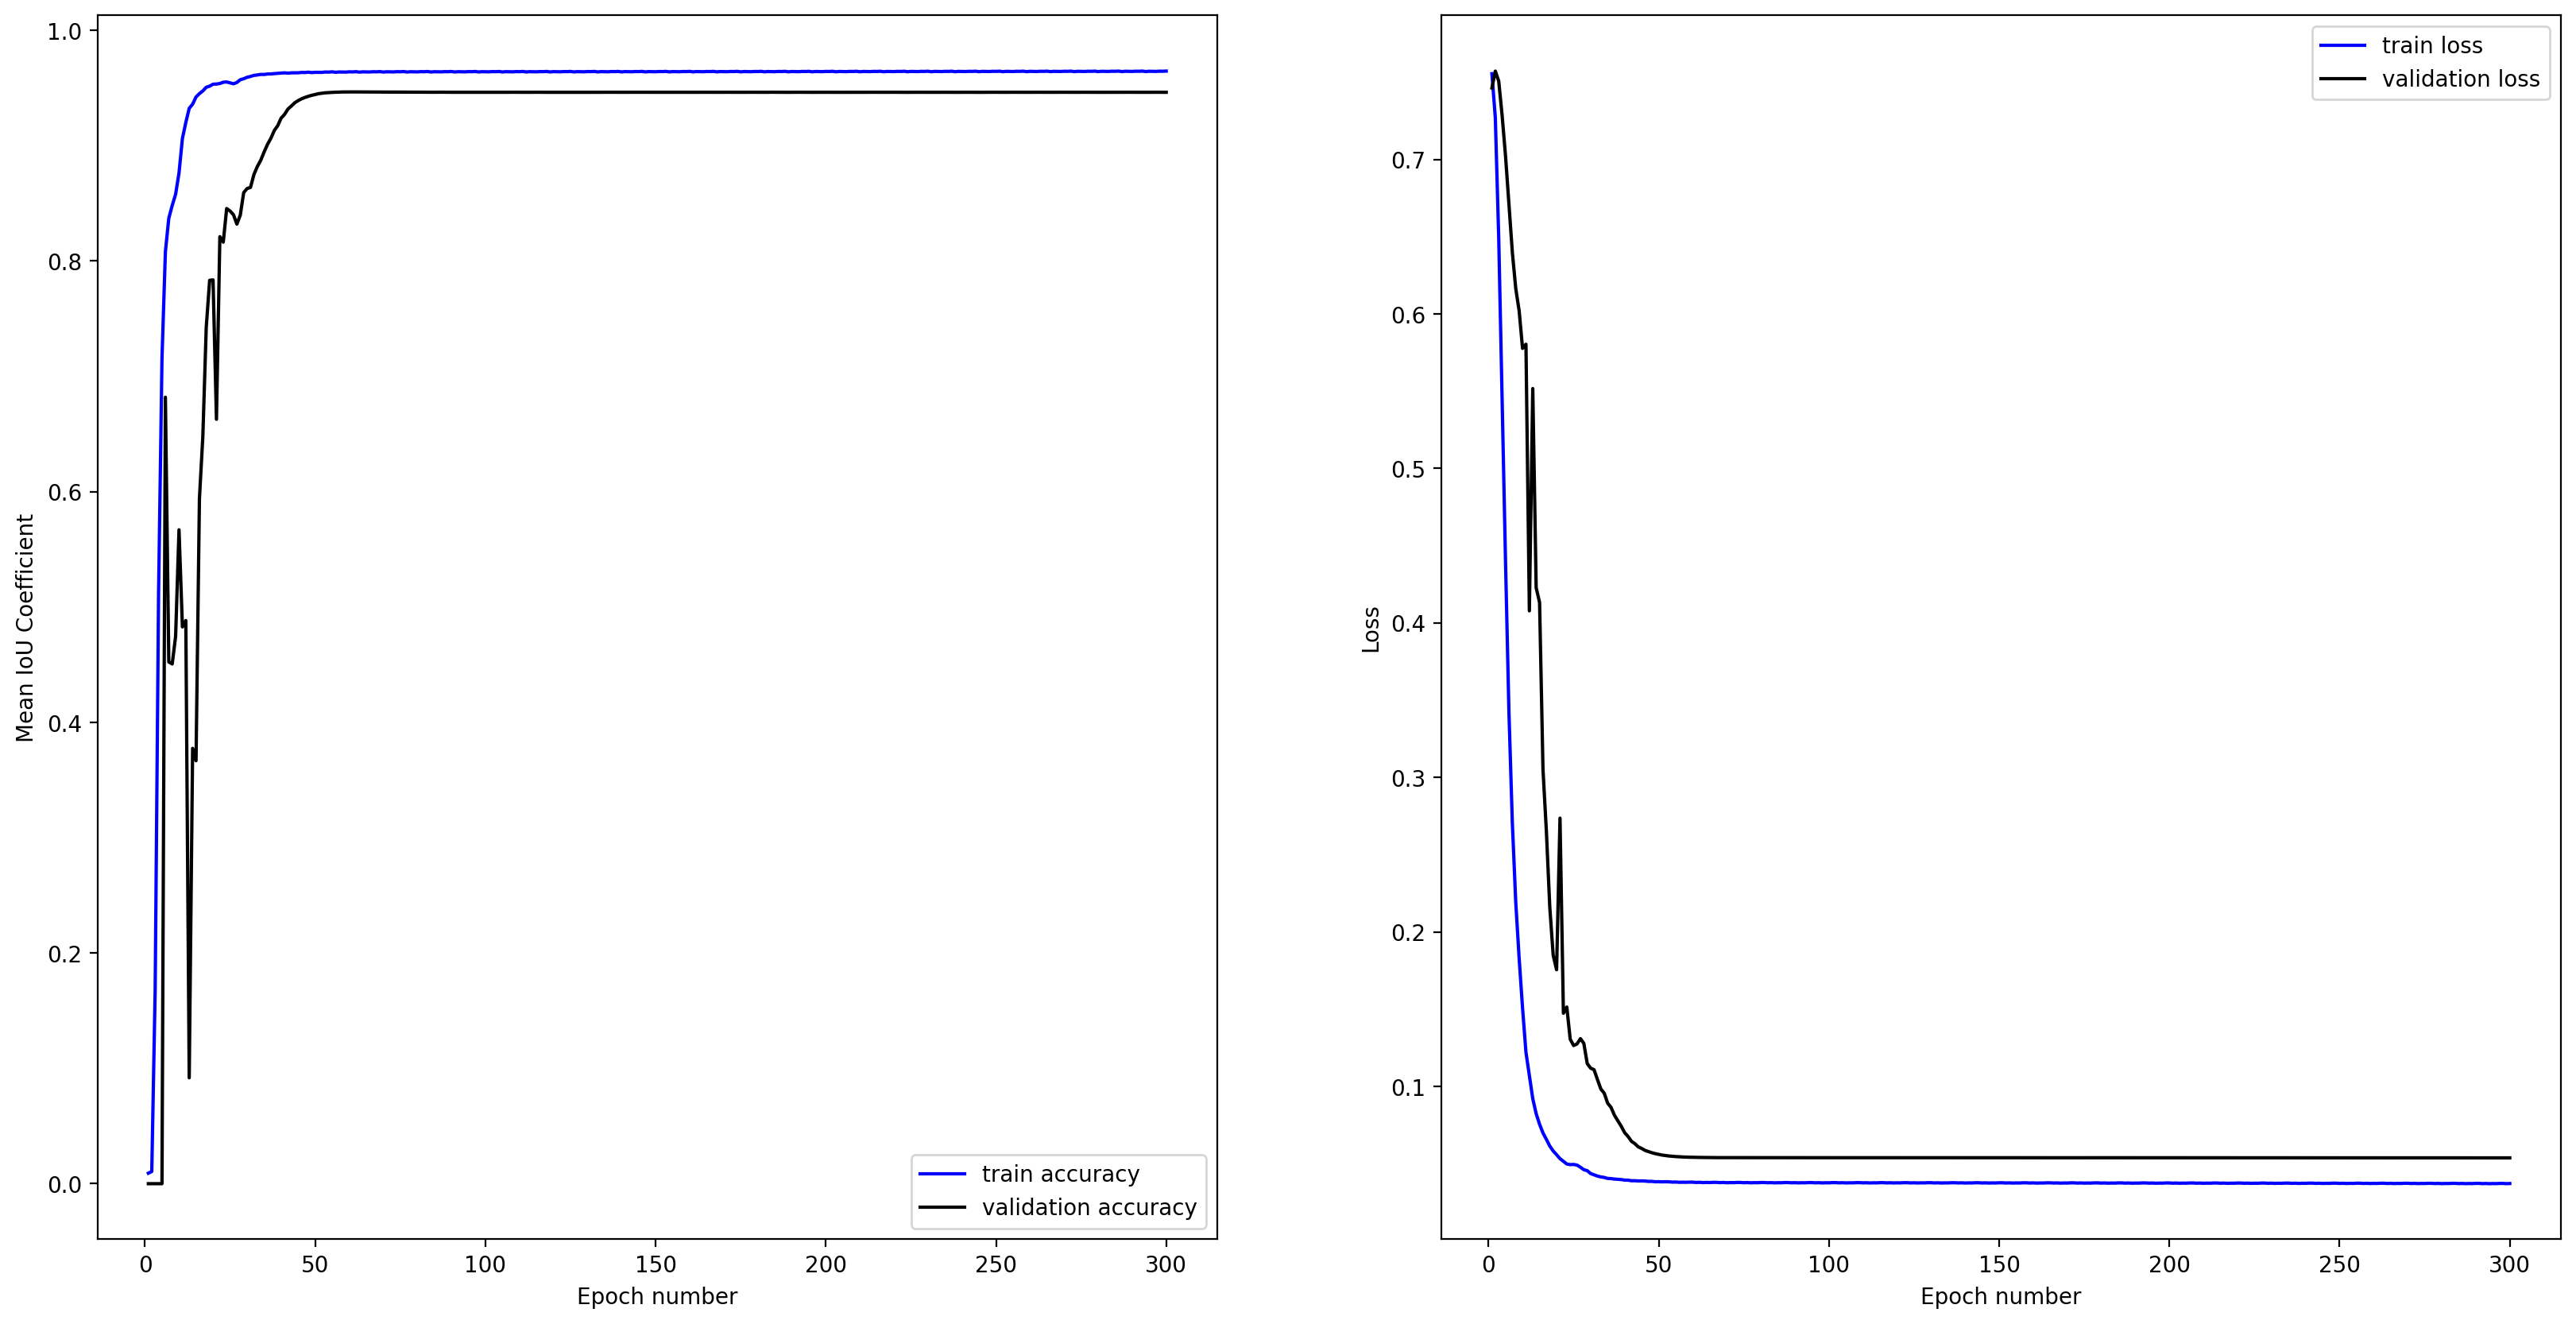 1.0
0.8
0.6
0.4
0.2
0.0
Mean IoU Coefficient
0 50 100 150 200 250 300
Epoch number
train accuracy
validation accuracy
0.7
0.6
0.5
0.4
0.3
0.2
0.1
Loss
0 50 100 150 200 250 300
Epoch number
train loss
validation loss